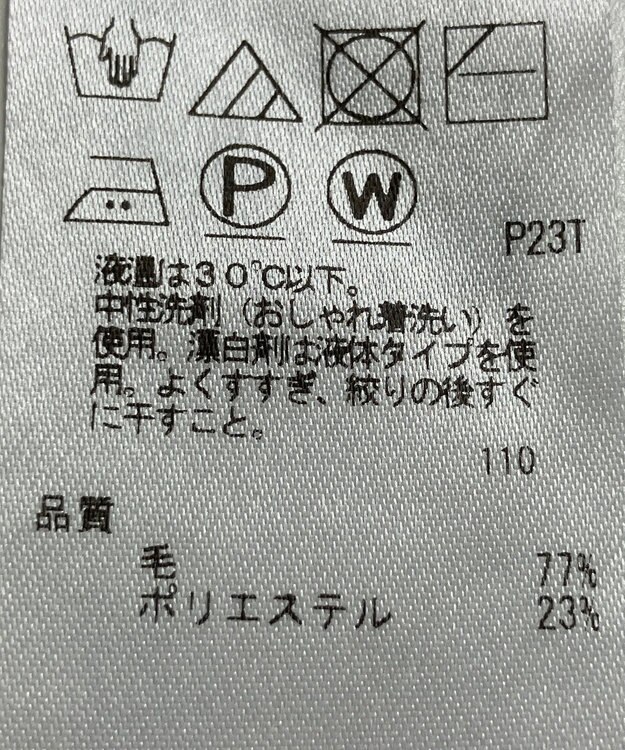 P W
P23T
液温は30℃以下。
中性洗剤（おしゃれ着洗い）を
使用。漂白剤は液体タイプを使
用。よくすすぎ、絞りの後すぐ
に干すこと。
110
品質
毛 77%
ポリエステル 23%